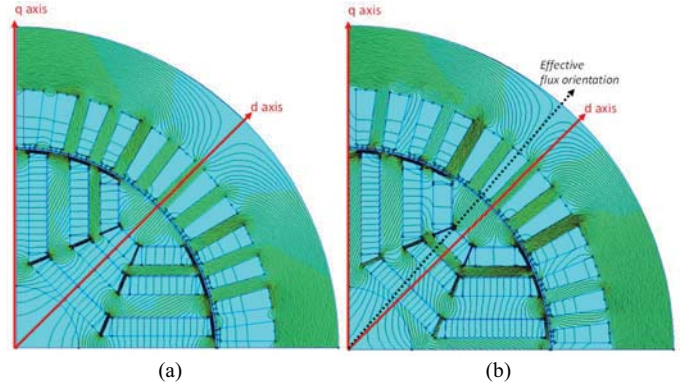 q axis
d axis
(a)
q axis
Effective
flux orientation
d axis
(b)